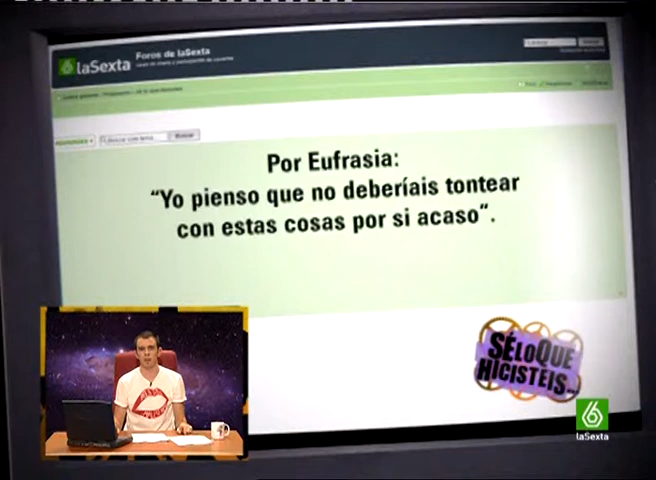 laSexta
Foros de laSexta
Buscar
Por Eufrasia:
“Yo pienso que no deberíais tontear
con estas cosas por si acaso”.
SÉ LO QUE
HICISTEIS...
laSexta